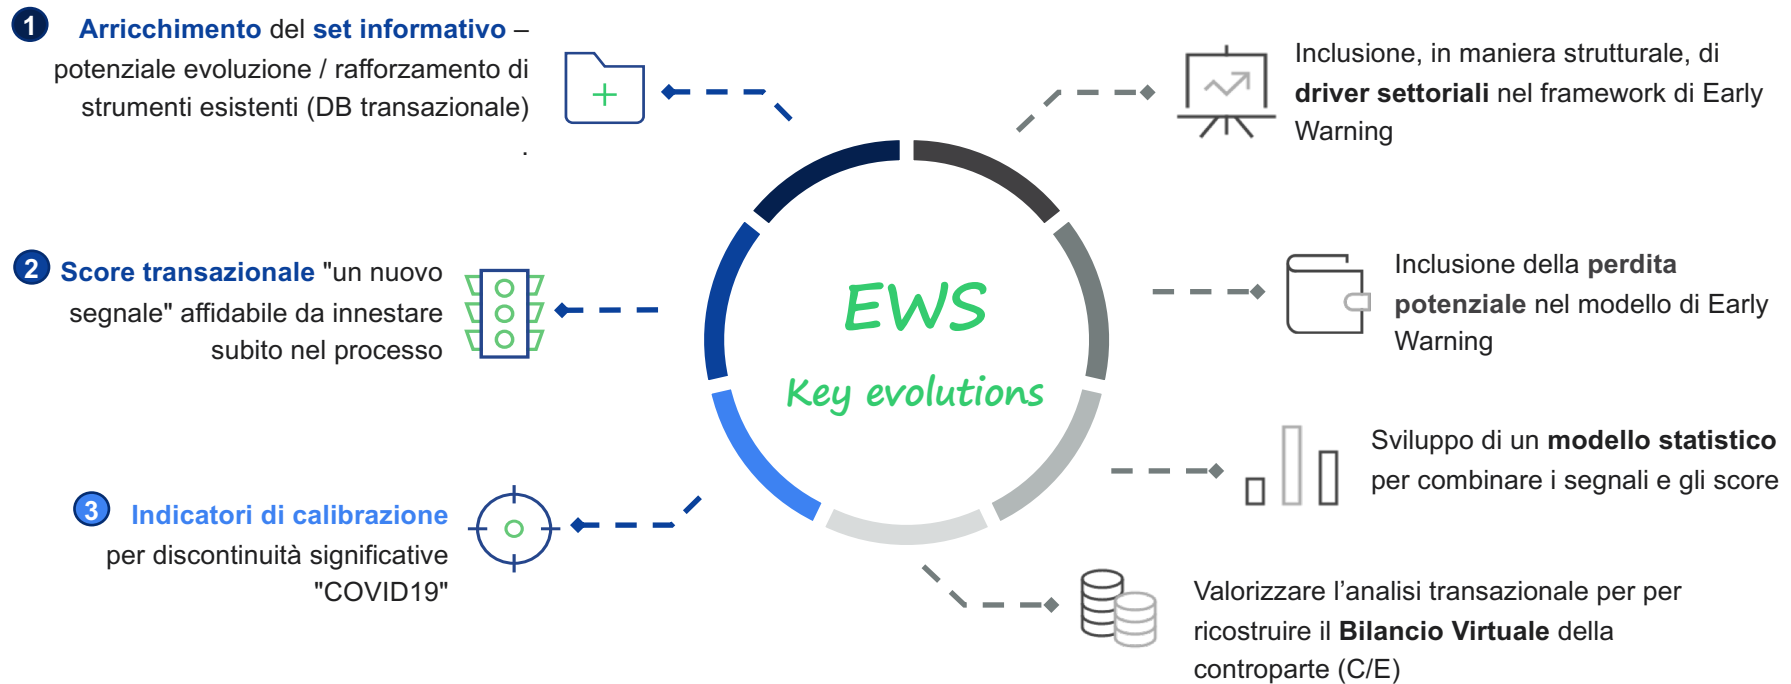 1 Arricchimento del set informativo –
potenziale evoluzione / rafforzamento di
strumenti esistenti (DB transazionale)
.
2 Score transazionale "un nuovo
segnale" affidabile da innestare
subito nel processo
3 Indicatori di calibrazione
per discontinuità significative
"COVID19"
EWS
Key evolutions
Inclusione, in maniera strutturale, di
driver settoriali nel framework di Early
Warning
Inclusione della perdita
potenziale nel modello di Early
Warning
Sviluppo di un modello statistico
per combinare i segnali e gli score
Valorizzare l’analisi transazionale per per
ricostruire il Bilancio Virtuale della
controparte (C/E)